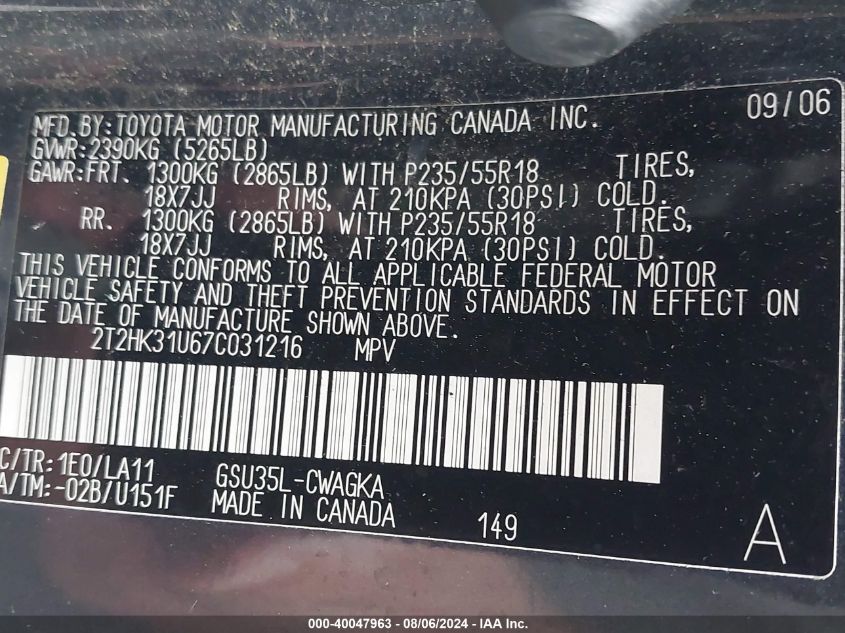 09/06
MFD.BY:TOYOTA MOTOR MANUFACTURING CANADA INC.
GVWR:2390KG (5265LB)
GAWR:FRT. 1300KG (2865LB) WITH P235/55R18 TIRES,
18X7JJ RIMS, AT 210KPA (30PSI) COLD.
RR. 1300KG (2865LB) WITH P235/55R18 TIRES,
18X7JJ RIMS, AT 210KPA (30PSI) COLD.
THIS VEHICLE CONFORMS TO ALL APPLICABLE FEDERAL MOTOR
VEHICLE SAFETY AND THEFT PREVENTION STANDARDS IN EFFECT ON
THE DATE OF MANUFACTURE SHOWN ABOVE.
2T2HK31U67C031216 MPV
C/TR:1E0/LA11 GSU35L-CWAGKA
A/TM:-02B/U151F MADE IN CANADA 149 A
000-40047963 - 08/06/2024 - IAA Inc.